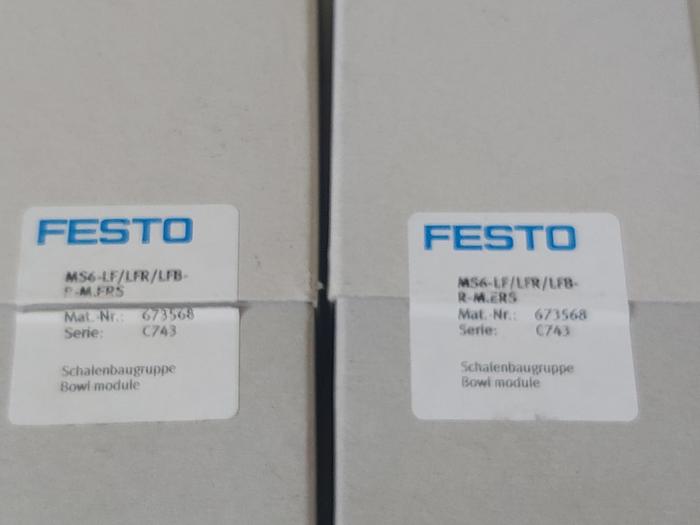 FESTO
MS6-LF/LFR/LFB-
R-M.ERS
Mat.-Nr.: 673568
Serie: C743
Schalenbaugruppe
Bowl module
FESTO
MS6-LF/LFR/LFB-
R-M.ERS
Mat.-Nr.: 673568
Serie: C743
Schalenbaugruppe
Bowl module